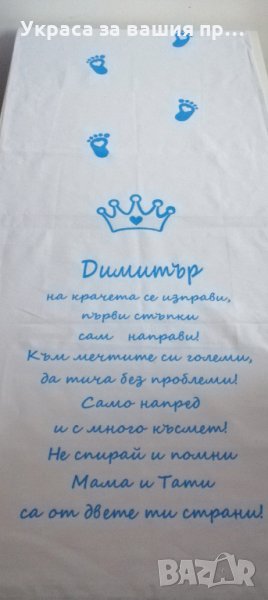 Украса за вашия пр...
Димитър
на крачета се изправи,
първи стъпки
сам направи!
Към мечтите си големи,
да тича без проблеми!
Само напред
и с много късмет!
Не спирай и помни
Мама и Тати
са от двете ти страни!
BAZAR